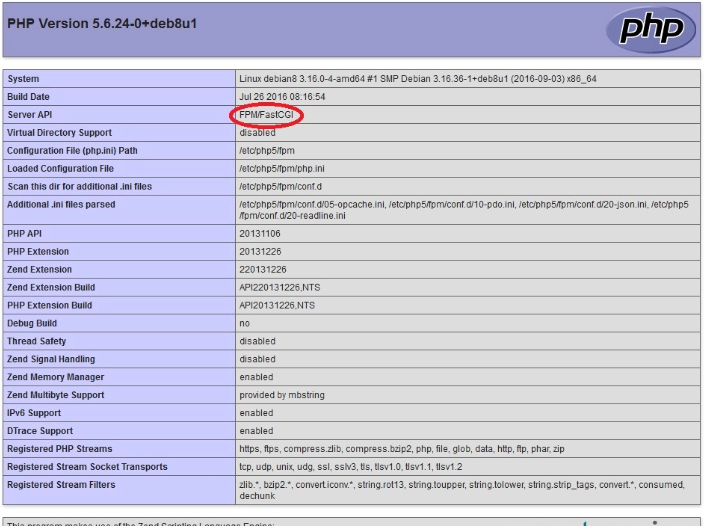 PHP Version 5.6.24-0+deb8u1
php
System Linux debian8 3.16.0-4-amd64 #1 SMP Debian 3.16.36-1+deb8u1 (2016-09-03) x86_64
Build Date Jul 26 2016 08:16:54
Server API FPM/FastCGI
Virtual Directory Support disabled
Configuration File (php.ini) Path /etc/php5/fpm
Loaded Configuration File /etc/php5/fpm/php.ini
Scan this dir for additional .ini files /etc/php5/fpm/conf.d
Additional .ini files parsed /etc/php5/fpm/conf.d/05-opcache.ini, /etc/php5/fpm/conf.d/10-pdo.ini, /etc/php5/fpm/conf.d/20-json.ini, /etc/php5
/fpm/conf.d/20-readline.ini
PHP API 20131106
PHP Extension 20131226
Zend Extension 220131226
Zend Extension Build API220131226,NTS
PHP Extension Build API20131226,NTS
Debug Build no
Thread Safety disabled
Zend Signal Handling disabled
Zend Memory Manager enabled
Zend Multibyte Support provided by mbstring
IPv6 Support enabled
DTrace Support enabled
Registered PHP Streams https, ftps, compress.zlib, compress.bzip2, php, file, glob, data, http, ftp, phar, zip
Registered Stream Socket Transports tcp, udp, unix, udg, ssl, sslv3, tls, tlsv1.0, tlsv1.1, tlsv1.2
Registered Stream Filters zlib.*, bzip2.*, convert.iconv.*, string.rot13, string.toupper, string.tolower, string.strip_tags, convert.*, consumed,
dechunk
This program makes use of the Zend Scripting Language Engine: